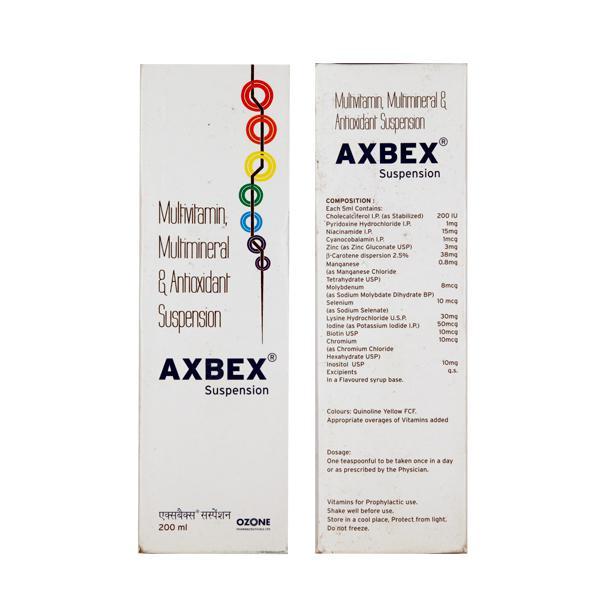 Multivitamin,
Multimineral
& Antioxidant
Suspension
AXBEX®
Suspension
एक्सबैक्स® सस्पेंशन
200 ml
OZONE
PHARMACEUTICALS LTD.
Multivitamin, Multimineral &
Antioxidant Suspension
AXBEX®
Suspension
COMPOSITION :
Each 5ml Contains:
Cholecalciferol I.P. (as Stabilized) 200 IU
Pyridoxine Hydrochloride I.P. 1mg
Niacinamide I.P. 15mg
Cyanocobalamin I.P. 1mcg
Zinc (as Zinc Gluconate USP) 3mg
β-Carotene dispersion 2.5% 38mg
Manganese 0.8mg
(as Manganese Chloride
Tetrahydrate USP)
Molybdenum 8mcg
(as Sodium Molybdate Dihydrate BP)
Selenium 10 mcg
(as Sodium Selenate)
Lysine Hydrochloride U.S.P. 30mg
Iodine (as Potassium Iodide I.P.) 50mcg
Biotin USP 10mcg
Chromium 10mcg
(as Chromium Chloride
Hexahydrate USP)
Inositol USP 10mg
Excipients q.s.
In a Flavoured syrup base.
Colours: Quinoline Yellow FCF.
Appropriate overages of Vitamins added
Dosage:
One teaspoonful to be taken once in a day
or as prescribed by the Physician.
Vitamins for Prophylactic use.
Shake well before use.
Store in a cool place, Protect from light.
Do not freeze.